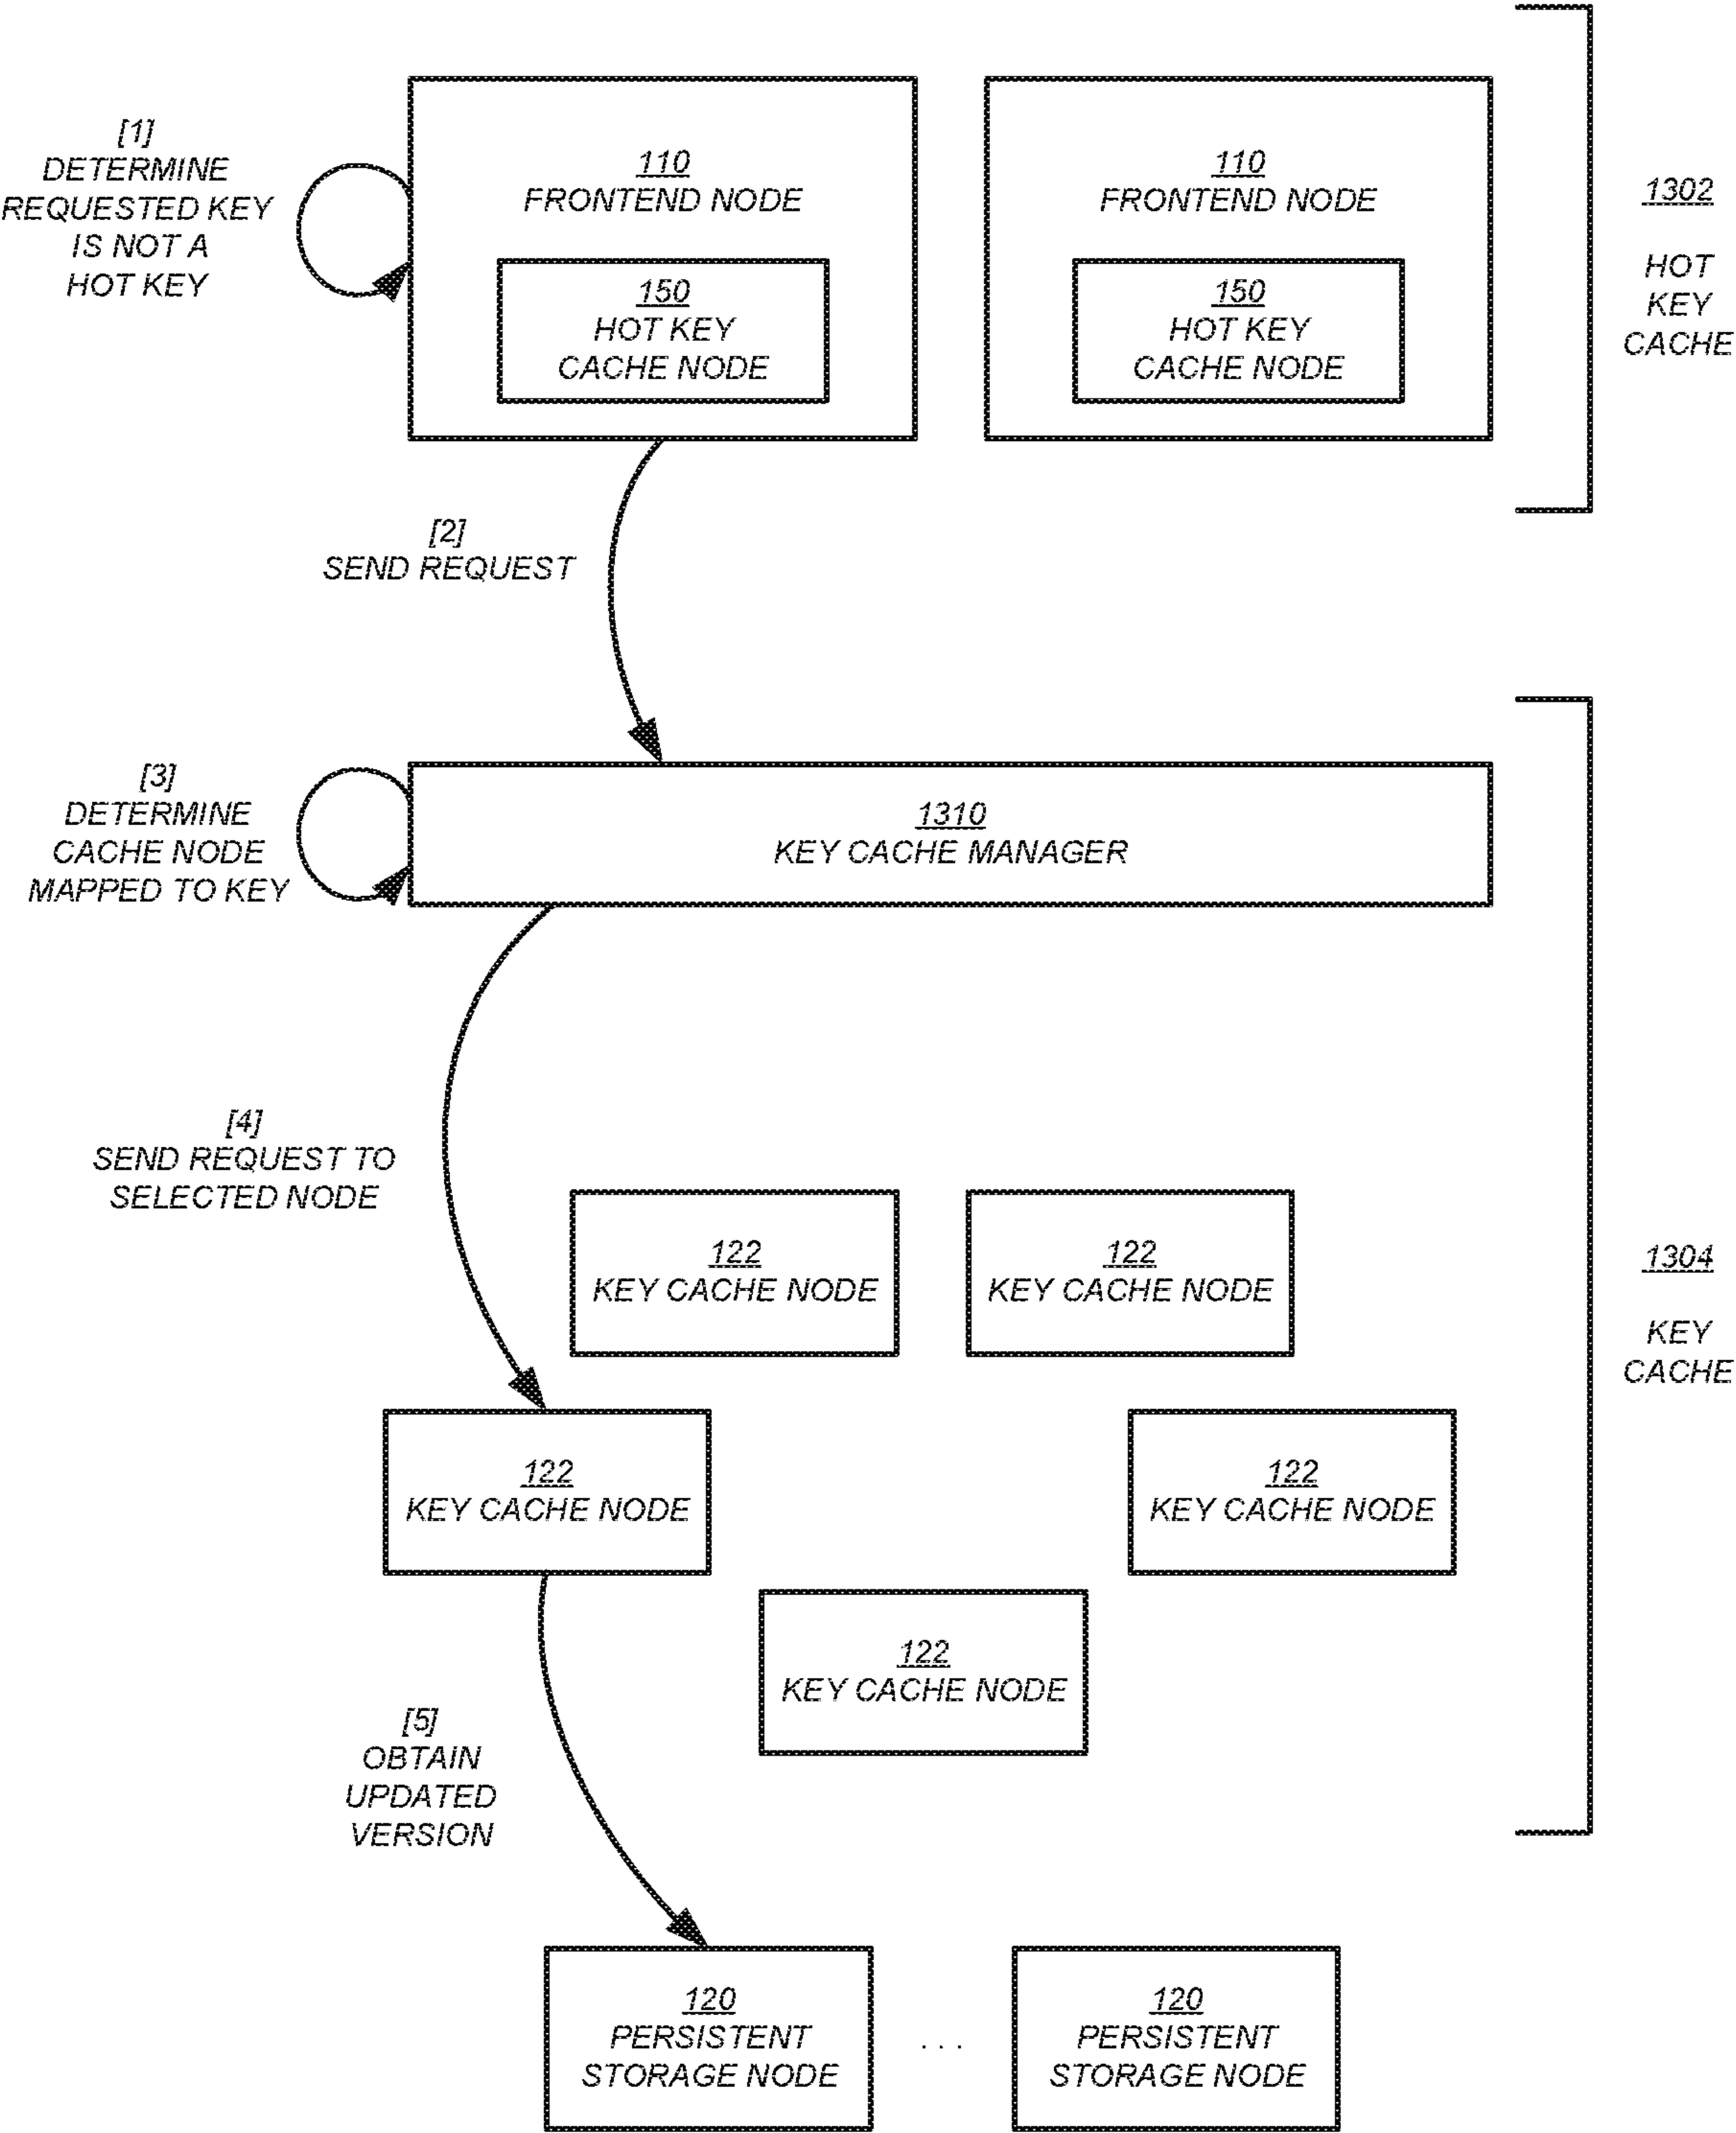 [1]
DETERMINE
REQUESTED KEY
IS NOT A
HOT KEY
110
FRONTEND NODE
150
HOT KEY
CACHE NODE
110
FRONTEND NODE
150
HOT KEY
CACHE NODE
1302
HOT
KEY
CACHE
[2]
SEND REQUEST
[3]
DETERMINE
CACHE NODE
MAPPED TO KEY
1310
KEY CACHE MANAGER
[4]
SEND REQUEST TO
SELECTED NODE
122
KEY CACHE NODE
122
KEY CACHE NODE
1304
KEY
CACHE
122
KEY CACHE NODE
122
KEY CACHE NODE
122
KEY CACHE NODE
[5]
OBTAIN
UPDATED
VERSION
120
PERSISTENT
STORAGE NODE
. . .
120
PERSISTENT
STORAGE NODE